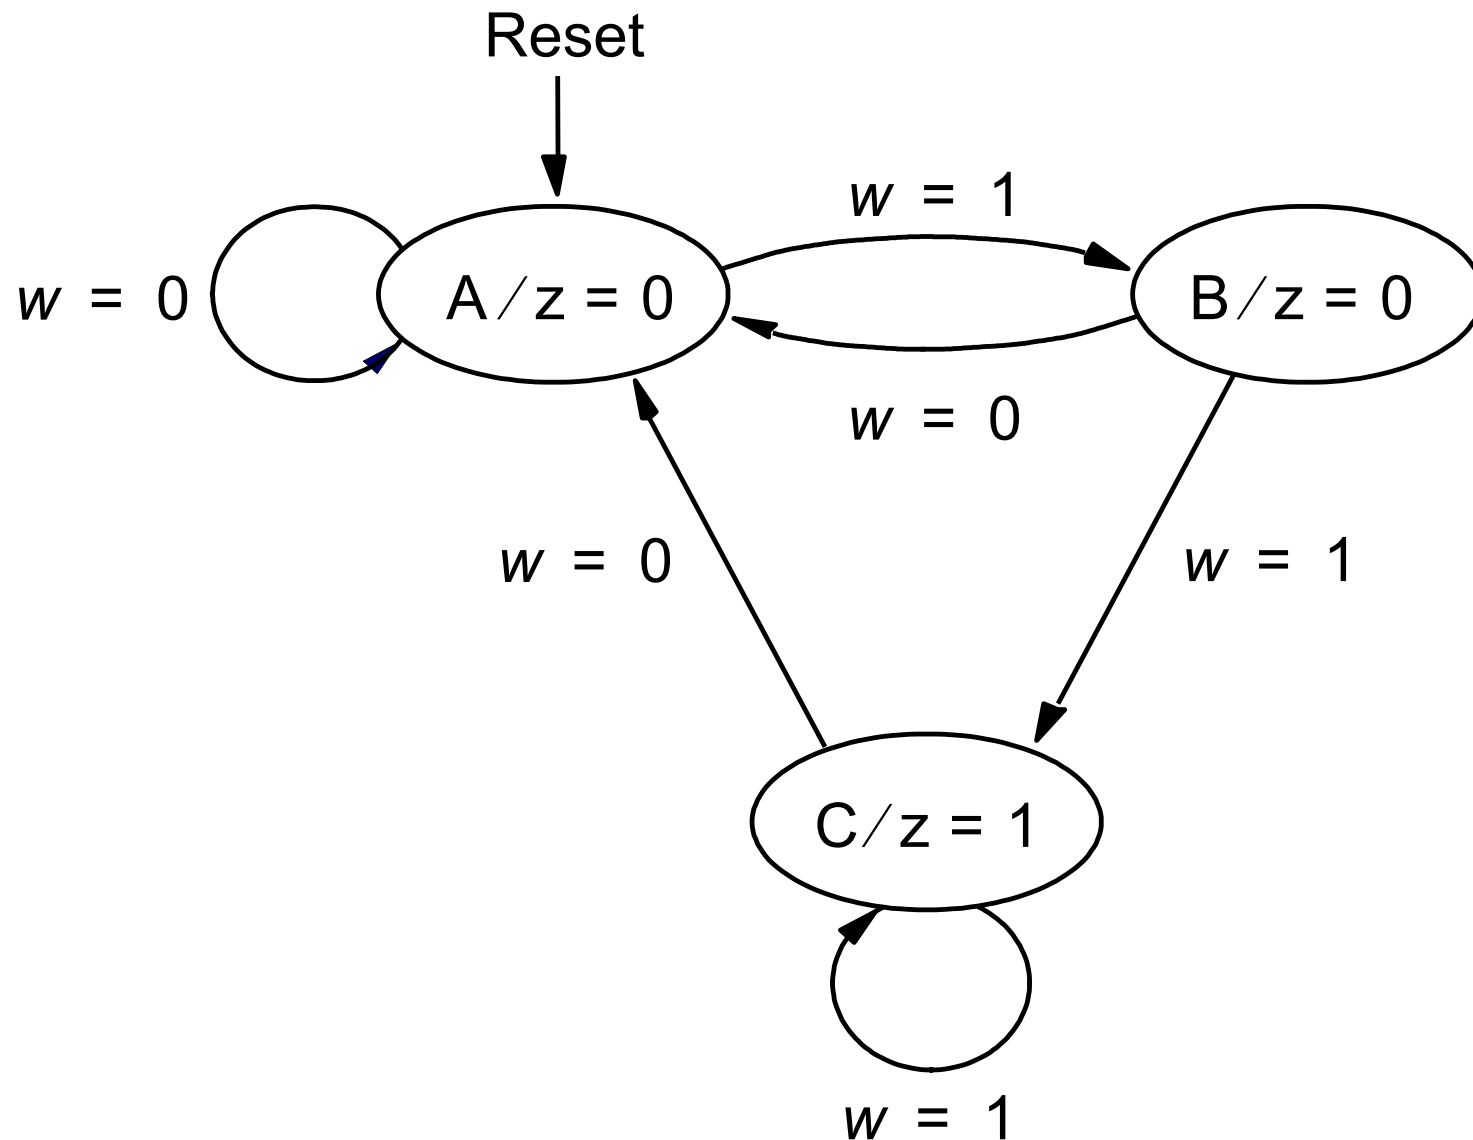 Reset
w = 1
w = 0
A/z = 0
B/z = 0
w = 0
w = 0
w = 1
C/z = 1
w = 1